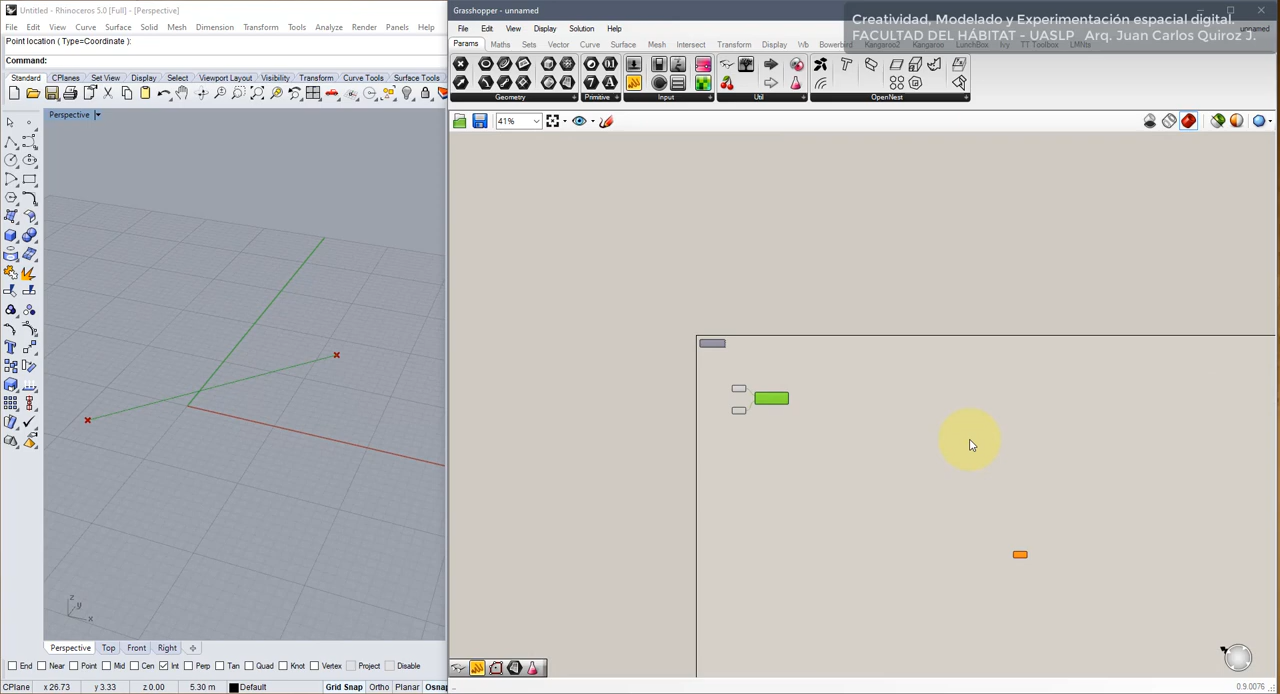 Untitled - Rhinoceros 5.0 [Full] - [Perspective]
File Edit View Curve Surface Solid Mesh Dimension Transform Tools Analyze Render Panels Help
Point location ( Type=Coordinate ):
Command:
Standard CPlanes Set View Display Select Viewport Layout Visibility Transform Curve Tools Surface Tools
Perspective
z
y
x
Perspective Top Front Right
End Near Point Mid Cen Int Perp Tan Quad Knot Vertex Project Disable
CPlane x 26.73 y 3.33 z 0.00 5.30 m Default Grid Snap Ortho Planar Osnap
Grasshopper - unnamed
Creatividad, Modelado y Experimentación espacial digital.
FACULTAD DEL HÁBITAT - UASLP Arq. Juan Carlos Quiroz J.
File Edit View Display Solution Help
unnamed
Params Maths Sets Vector Curve Surface Mesh Intersect Transform Display Wb Bowerbird Kangaroo2 Kangaroo LunchBox TT Toolbox LMNts
Geometry Primitive Input Util OpenNest
41%
0.9.0076